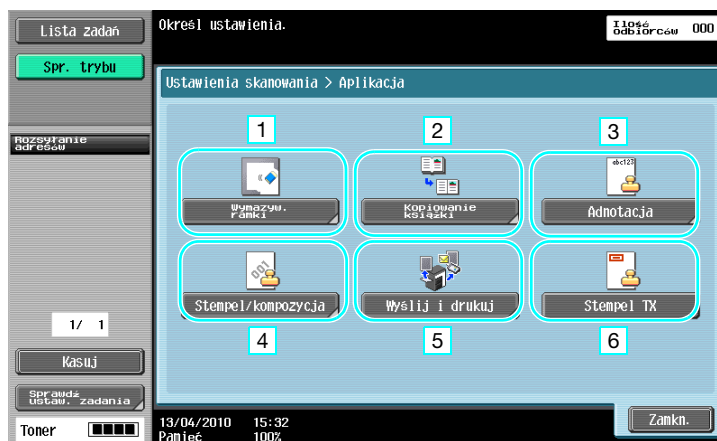 Lista zadań
Określ ustawienia.
Ilość
odbiorców
000
Spr. trybu
Ustawienia skanowania > Aplikacja
Rozsyłanie
adresów
1
2
3
abc123
Wymazyw.
ramki
Kopiowanie
książki
Adnotacja
001
Stempel/kompozycja
Wyślij i drukuj
Stempel TX
4
5
6
1/ 1
Kasuj
Sprawdź
ustaw. zadania
Toner
13/04/2010 15:32
Pamięć 100%
Zamkn.